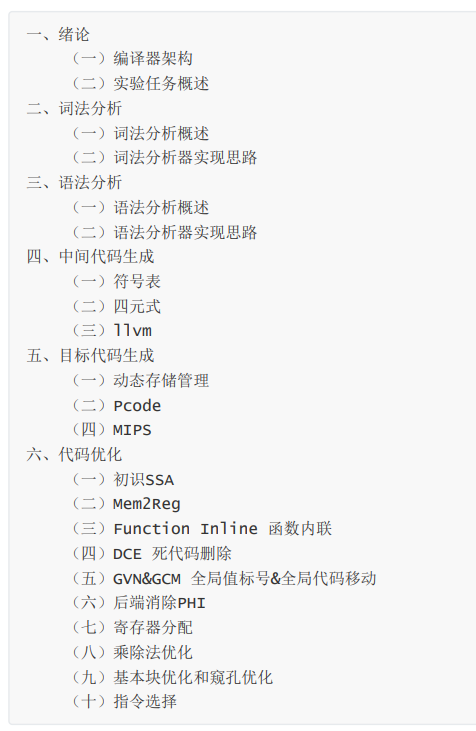 一、绪论
（一）编译器架构
（二）实验任务概述
二、词法分析
（一）词法分析概述
（二）词法分析器实现思路
三、语法分析
（一）语法分析概述
（二）语法分析器实现思路
四、中间代码生成
（一）符号表
（二）四元式
（三）llvm
五、目标代码生成
（一）动态存储管理
（二）Pcode
（四）MIPS
六、代码优化
（一）初识SSA
（二）Mem2Reg
（三）Function Inline 函数内联
（四）DCE 死代码删除
（五）GVN&GCM 全局值标号&全局代码移动
（六）后端消除PHI
（七）寄存器分配
（八）乘除法优化
（九）基本块优化和窥孔优化
（十）指令选择